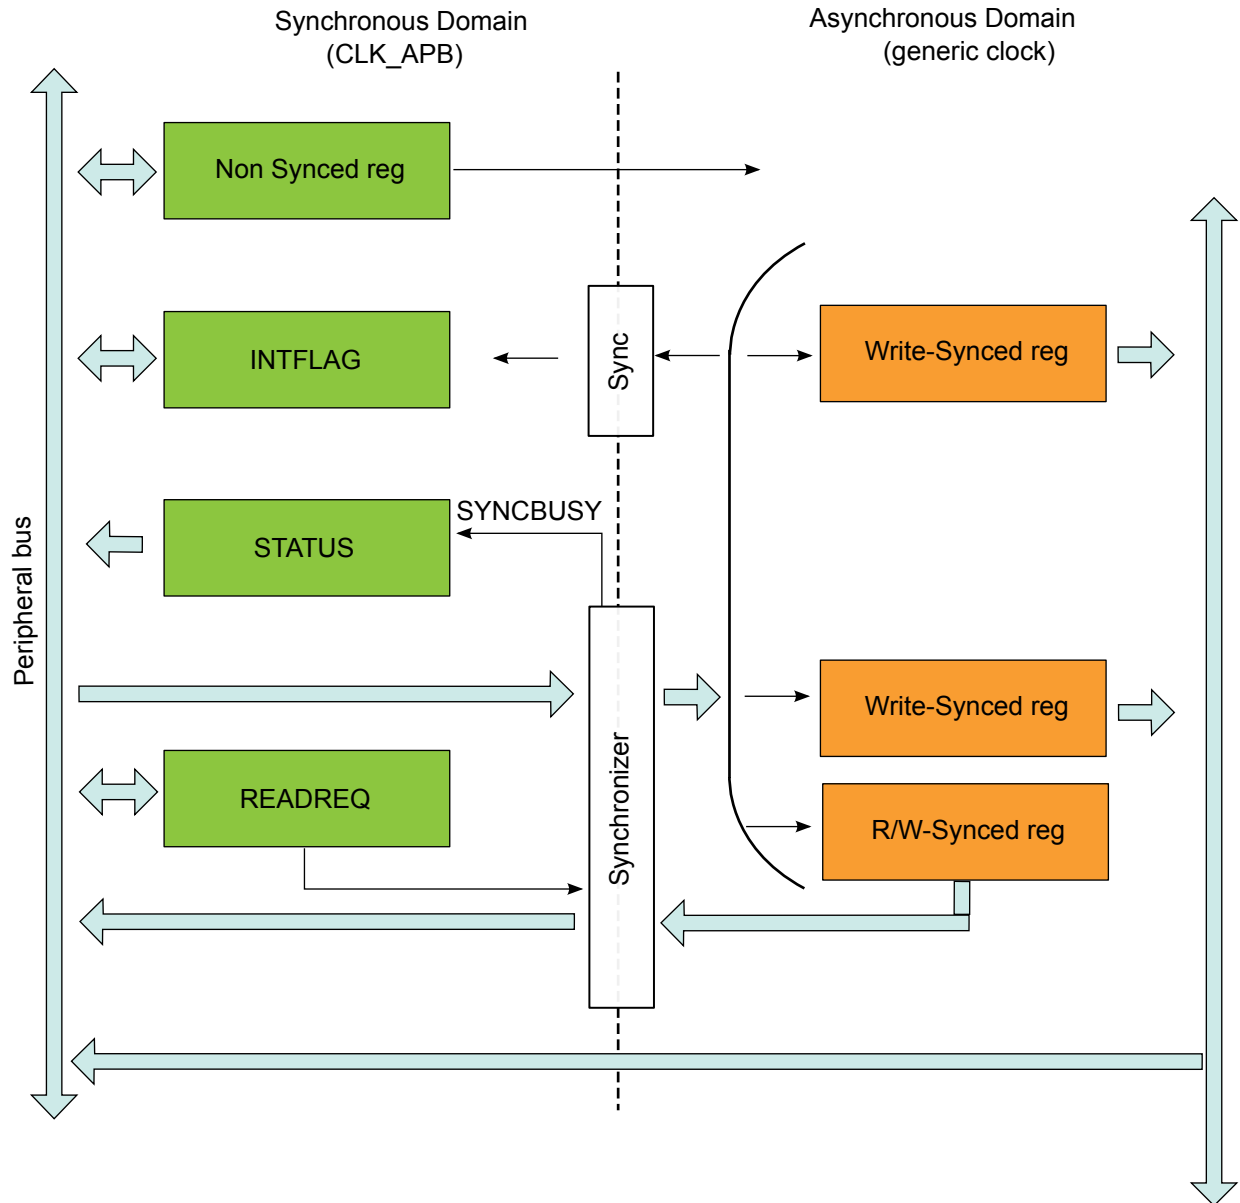 Synchronous Domain
(CLK_APB)
Asynchronous Domain
(generic clock)
Non Synced reg
INTFLAG
Sync
Write-Synced reg
SYNCBUSY
STATUS
Peripheral bus
Synchronizer
Write-Synced reg
READREQ
R/W-Synced reg